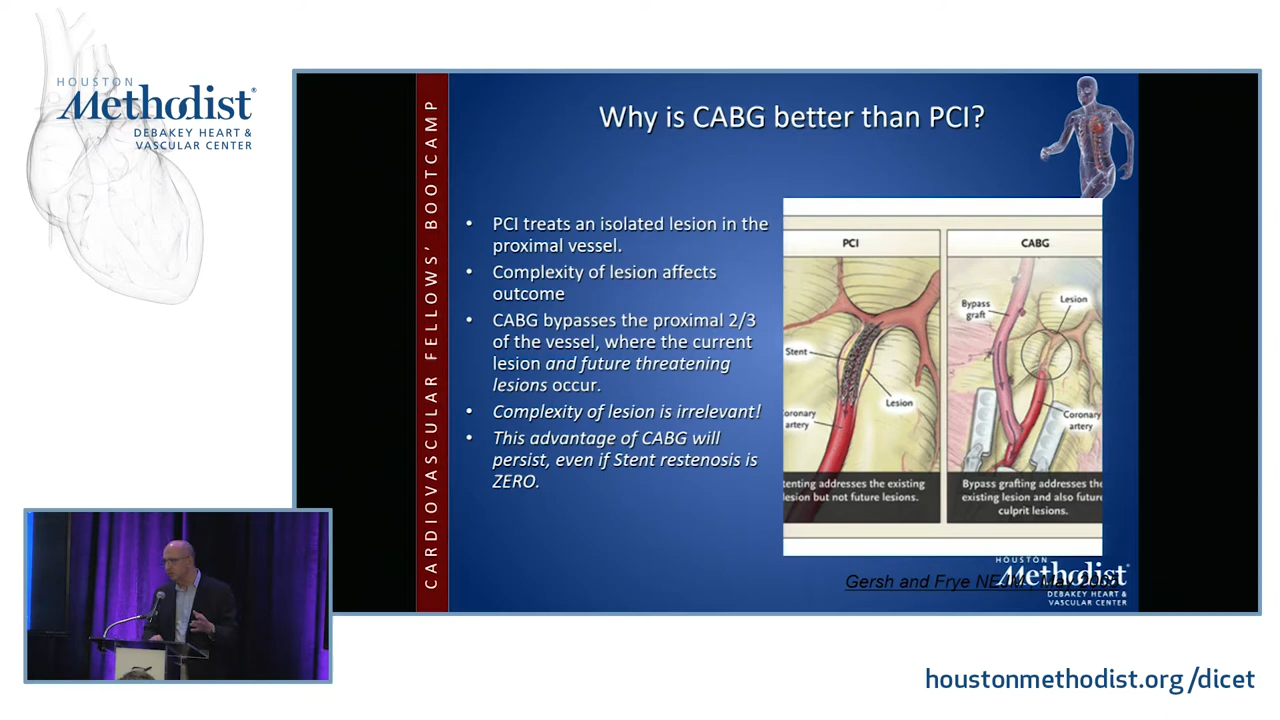 HOUSTON
Methodist®
DEBAKEY HEART &
VASCULAR CENTER
CARDIOVASCULAR FELLOWS' BOOTCAMP
Why is CABG better than PCI?
• PCI treats an isolated lesion in the
proximal vessel.
• Complexity of lesion affects
outcome
• CABG bypasses the proximal 2/3
of the vessel, where the current
lesion and future threatening
lesions occur.
• Complexity of lesion is irrelevant!
• This advantage of CABG will
persist, even if Stent restenosis is
ZERO.
PCI
Stent
Lesion
oronary
artery
tenting addresses the existing
lesion but not future lesions.
CABG
Bypass
graft
Lesion
Coronary
artery
Bypass grafting addresses the
existing lesion and also future
culprit lesions.
Gersh and Frye NEJM
HOUSTON
Methodist
DEBAKEY HEART &
VASCULAR CENTER
houstonmethodist.org/dicet